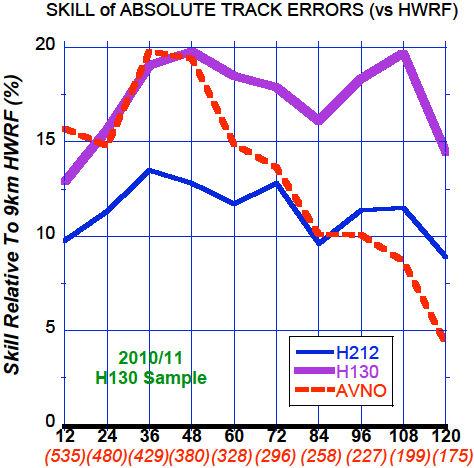 SKILL of ABSOLUTE TRACK ERRORS (vs HWRF)
Skill Relative To 9km HWRF (%)
20
15
10
5
0
2010/11
H130 Sample
H212
H130
AVNO
12 24 36 48 60 72 84 96 108 120
(535) (480) (429) (380) (328) (296) (258) (227) (199) (175)